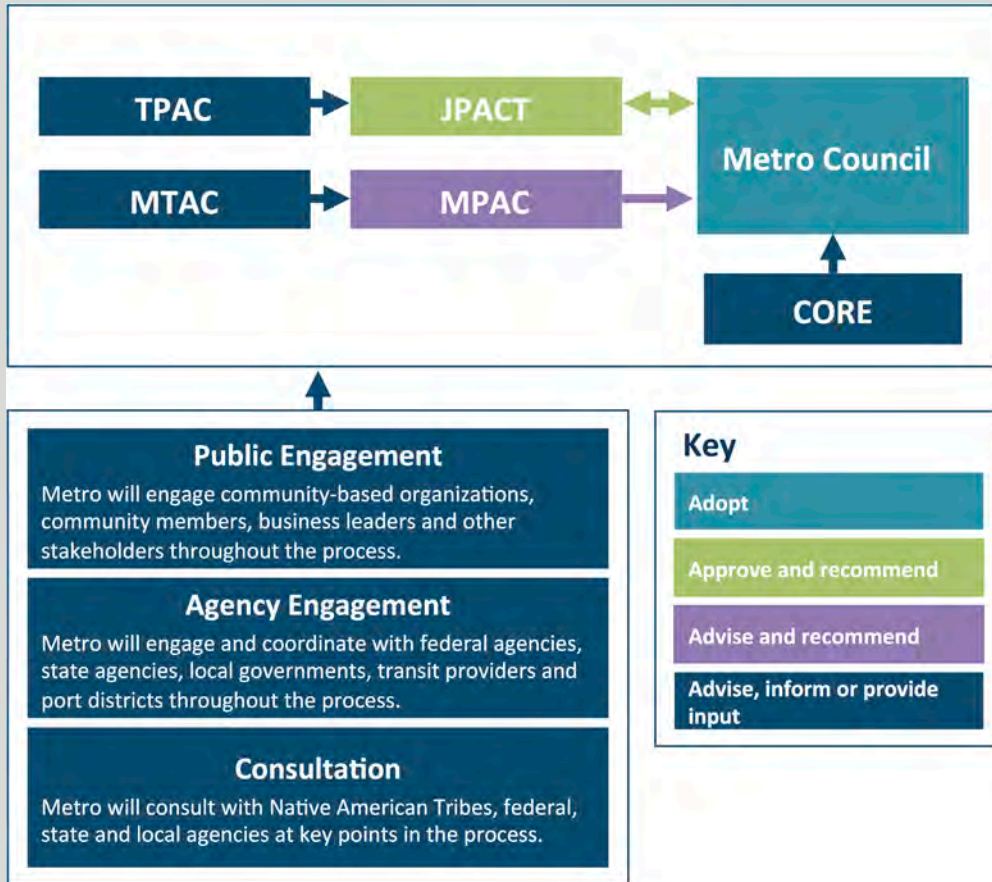 TPAC
JPACT
Metro Council
MTAC
MPAC
CORE
Public Engagement
Metro will engage community-based organizations,
community members, business leaders and other
stakeholders throughout the process.
Agency Engagement
Metro will engage and coordinate with federal agencies,
state agencies, local governments, transit providers and
port districts throughout the process.
Consultation
Metro will consult with Native American Tribes, federal,
state and local agencies at key points in the process.
Key
Adopt
Approve and recommend
Advise and recommend
Advise, inform or provide
input